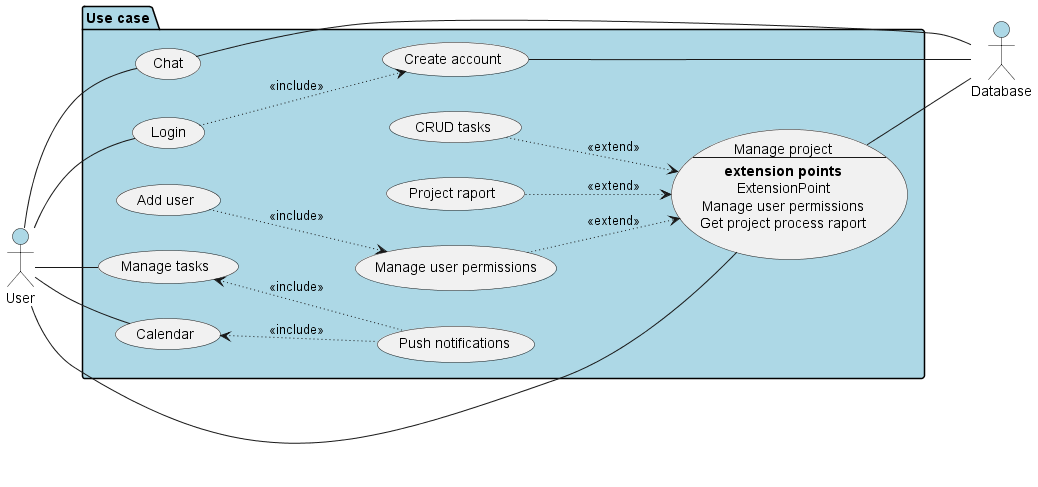 Use case
Chat
Create account
Database
«include»
Login
CRUD tasks
«extend»
Manage project
extension points
ExtensionPoint
Manage user permissions
Get project process raport
Project raport
«extend»
Add user
«include»
«extend»
Manage tasks
Manage user permissions
User
«include»
Calendar
«include»
Push notifications